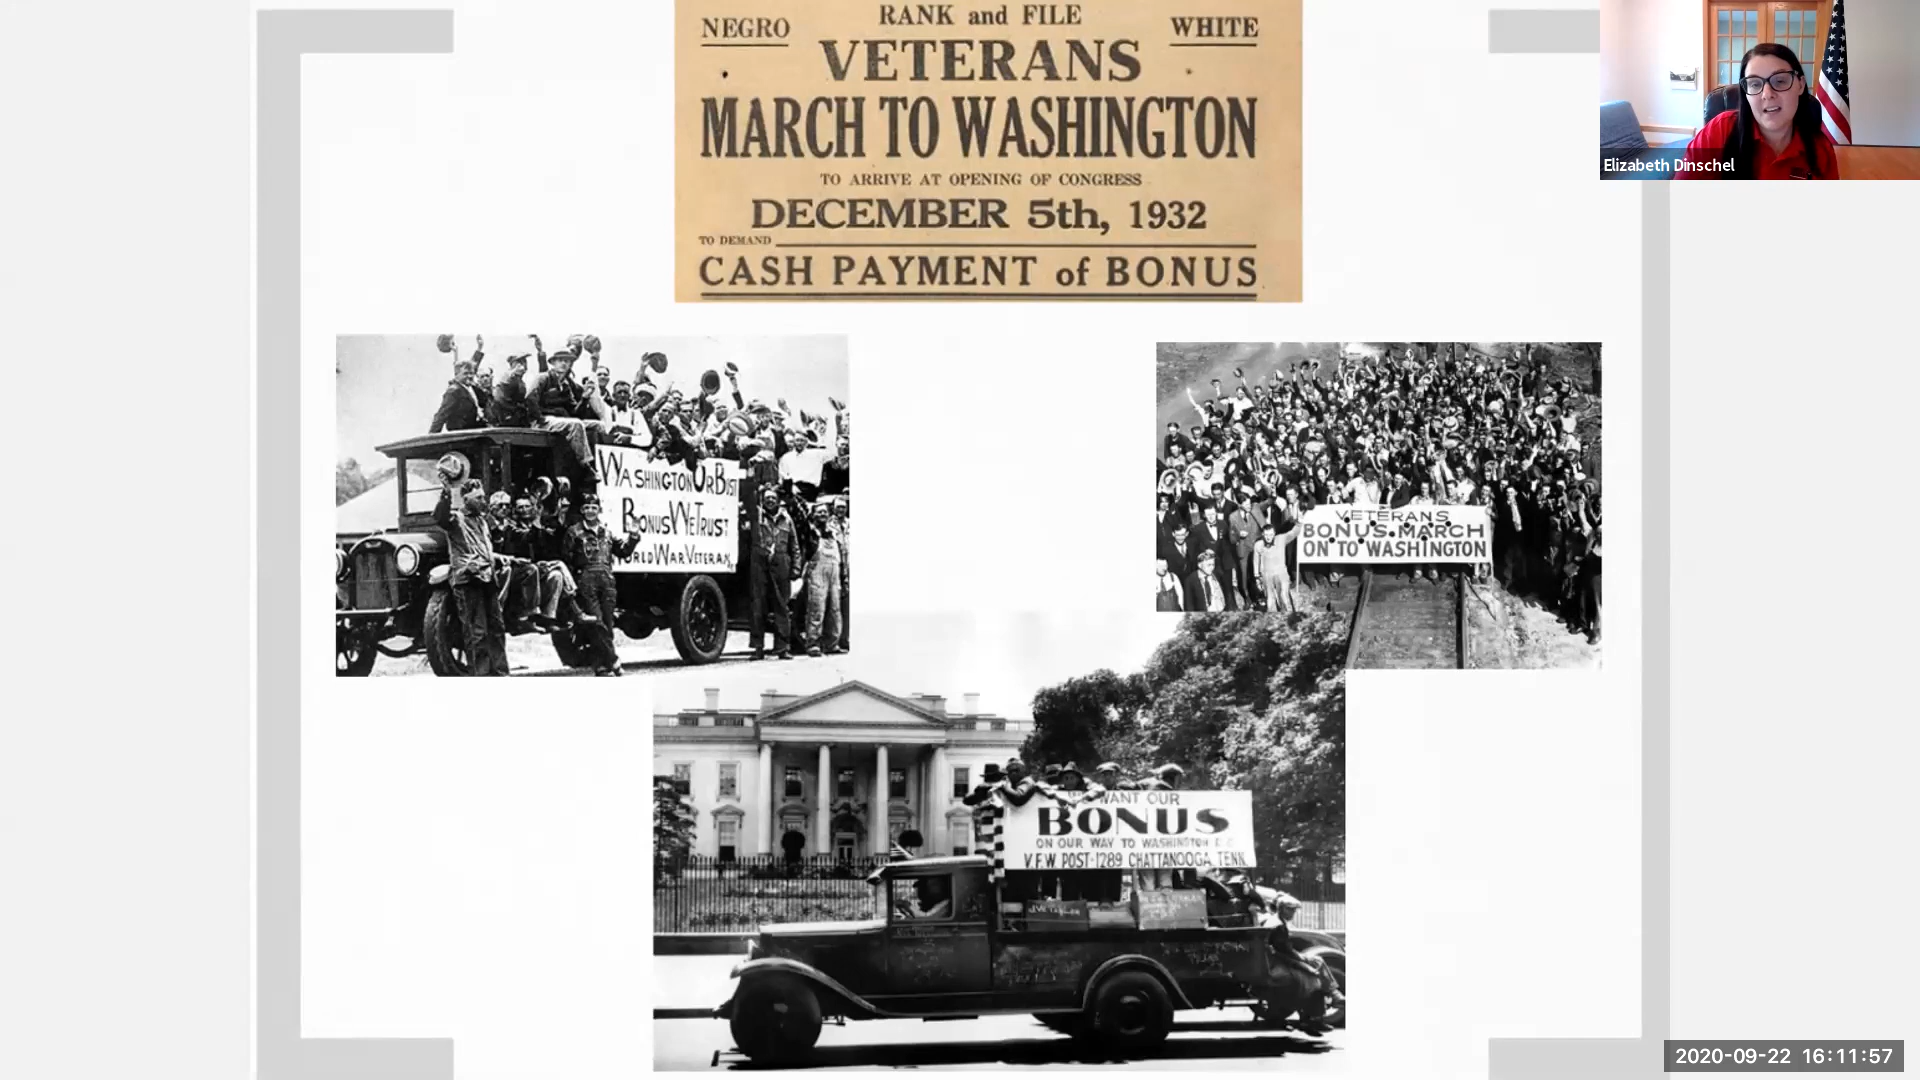 RANK and FILE
NEGRO WHITE
VETERANS
MARCH TO WASHINGTON
TO ARRIVE AT OPENING OF CONGRESS
DECEMBER 5th, 1932
TO DEMAND
CASH PAYMENT of BONUS
Elizabeth Dinschel
WASHINGTON OR BUST
BONUS WE TRUST
WORLD WAR VETERANS
VETERANS
BONUS MARCH
ON TO WASHINGTON
WANT OUR
BONUS
ON OUR WAY TO WASHINGTON D.C.
V.F.W POST-1289 CHATTANOOGA, TENN.
2020-09-22 16:11:57